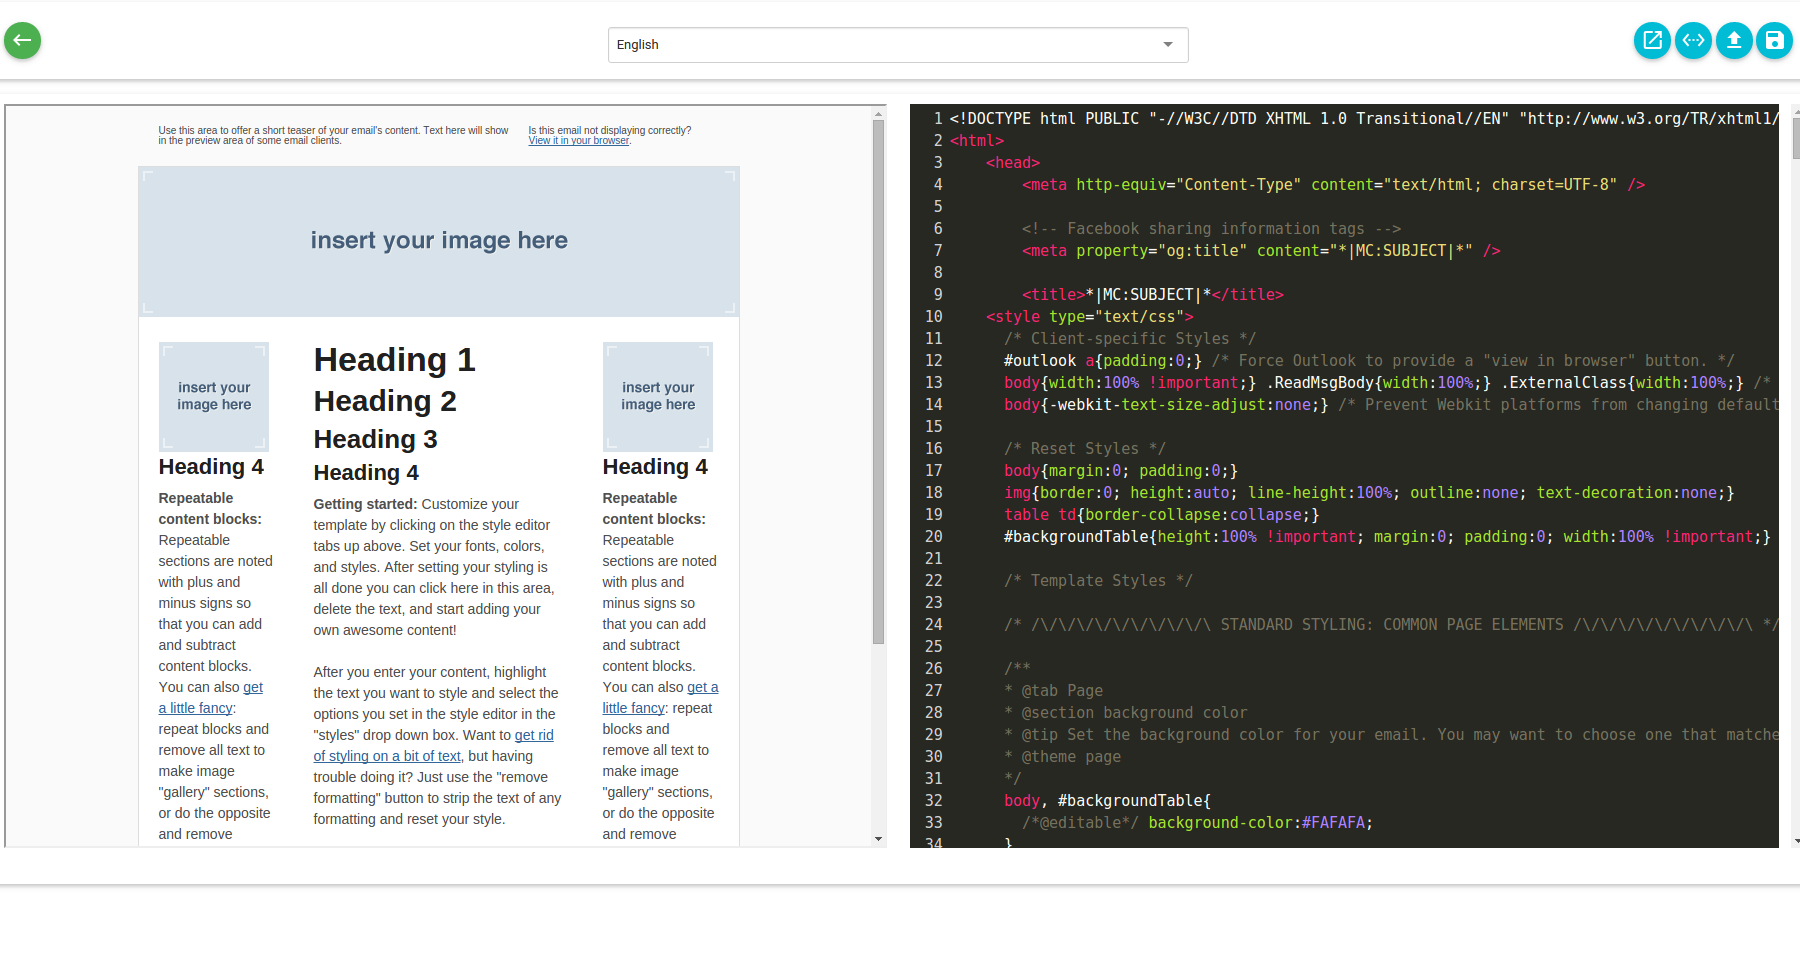 English
Use this area to offer a short teaser of your email's content. Text here will show
in the preview area of some email clients.
Is this email not displaying correctly?
View it in your browser.
insert your image here
insert your
image here
Heading 4
Repeatable
content blocks:
Repeatable
sections are noted
with plus and
minus signs so
that you can add
and subtract
content blocks.
You can also get
a little fancy:
repeat blocks and
remove all text to
make image
"gallery" sections,
or do the opposite
and remove
Heading 1
Heading 2
Heading 3
Heading 4
Getting started: Customize your
template by clicking on the style editor
tabs up above. Set your fonts, colors,
and styles. After setting your styling is
all done you can click here in this area,
delete the text, and start adding your
own awesome content!
After you enter your content, highlight
the text you want to style and select the
options you set in the style editor in the
"styles" drop down box. Want to get rid
of styling on a bit of text, but having
trouble doing it? Just use the "remove
formatting" button to strip the text of any
formatting and reset your style.
insert your
image here
Heading 4
Repeatable
content blocks:
Repeatable
sections are noted
with plus and
minus signs so
that you can add
and subtract
content blocks.
You can also get a
little fancy: repeat
blocks and
remove all text to
make image
"gallery" sections,
or do the opposite
and remove
1 <!DOCTYPE html PUBLIC "-//W3C//DTD XHTML 1.0 Transitional//EN" "http://www.w3.org/TR/xhtml1/
2 <html>
3 <head>
4 <meta http-equiv="Content-Type" content="text/html; charset=UTF-8" />
5
6 <!-- Facebook sharing information tags -->
7 <meta property="og:title" content="*|MC:SUBJECT|*" />
8
9 <title>*|MC:SUBJECT|*</title>
10 <style type="text/css">
11 /* Client-specific Styles */
12 #outlook a{padding:0;} /* Force Outlook to provide a "view in browser" button. */
13 body{width:100% !important;} .ReadMsgBody{width:100%;} .ExternalClass{width:100%;} /*
14 body{-webkit-text-size-adjust:none;} /* Prevent Webkit platforms from changing default
15
16 /* Reset Styles */
17 body{margin:0; padding:0;}
18 img{border:0; height:auto; line-height:100%; outline:none; text-decoration:none;}
19 table td{border-collapse:collapse;}
20 #backgroundTable{height:100% !important; margin:0; padding:0; width:100% !important;}
21
22 /* Template Styles */
23
24 /* /\/\/\/\/\/\/\/\/\/\ STANDARD STYLING: COMMON PAGE ELEMENTS /\/\/\/\/\/\/\/\/\/\ */
25
26 /**
27 * @tab Page
28 * @section background color
29 * @tip Set the background color for your email. You may want to choose one that matche
30 * @theme page
31 */
32 body, #backgroundTable{
33 /*@editable*/ background-color:#FAFAFA;
34 }